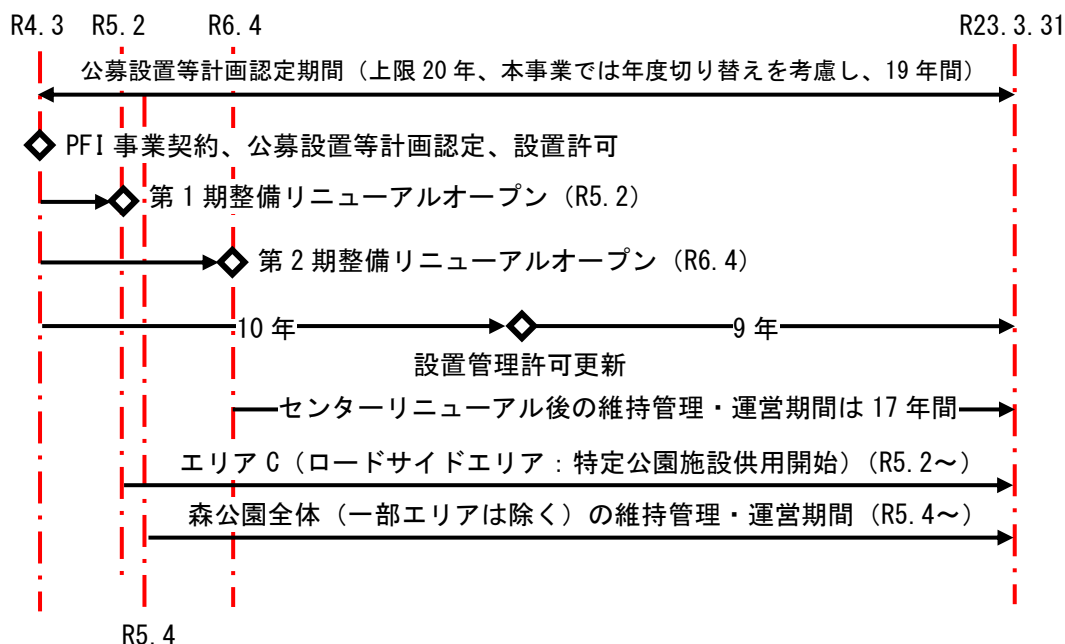 R4.3 R5.2 R6.4 R23.3.31
公募設置等計画認定期間（上限20年、本事業では年度切り替えを考慮し、19年間）
PFI事業契約、公募設置等計画認定、設置許可
第1期整備リニューアルオープン（R5.2）
第2期整備リニューアルオープン（R6.4）
10年 9年
設置管理許可更新
センターリニューアル後の維持管理・運営期間は17年間
エリアC（ロードサイドエリア：特定公園施設供用開始）（R5.2～）
森公園全体（一部エリアは除く）の維持管理・運営期間（R5.4～）
R5.4